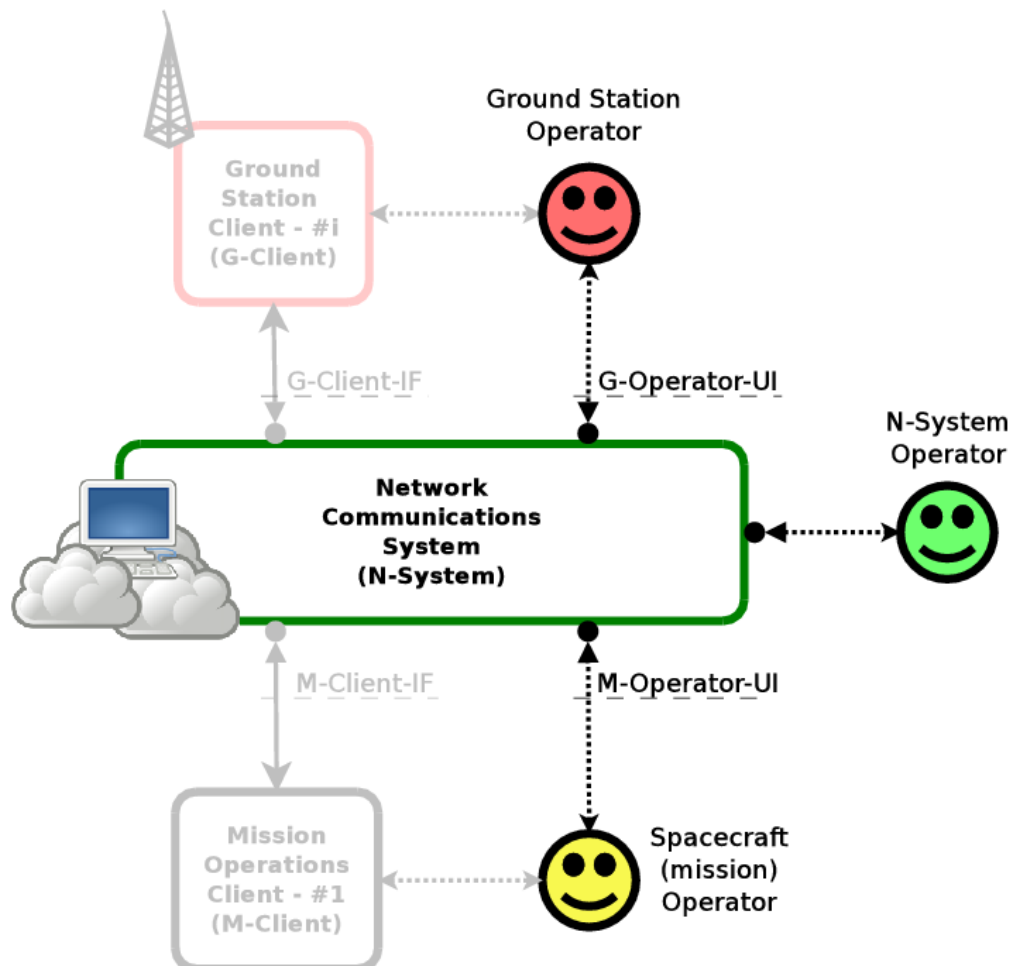 Ground Station
Operator
Ground
Station
Client - #i
(G-Client)
G-Client-IF
G-Operator-UI
N-System
Operator
Network
Communications
System
(N-System)
M-Client-IF
M-Operator-UI
Mission
Operations
Client - #1
(M-Client)
Spacecraft
(mission)
Operator